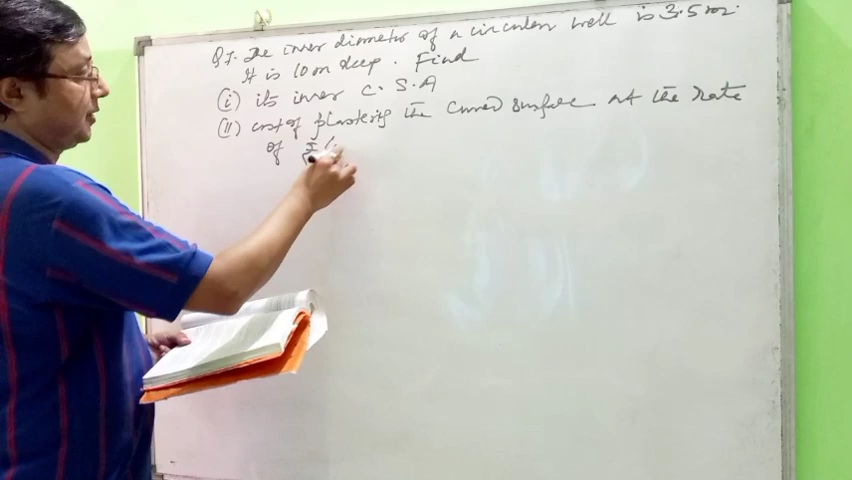 Q7. The inner diameter of a circular well is 3.5 m.
It is 10 m deep. Find
(i) its inner C.S.A
(ii) cost of plastering the curved surface at the rate
of ₹